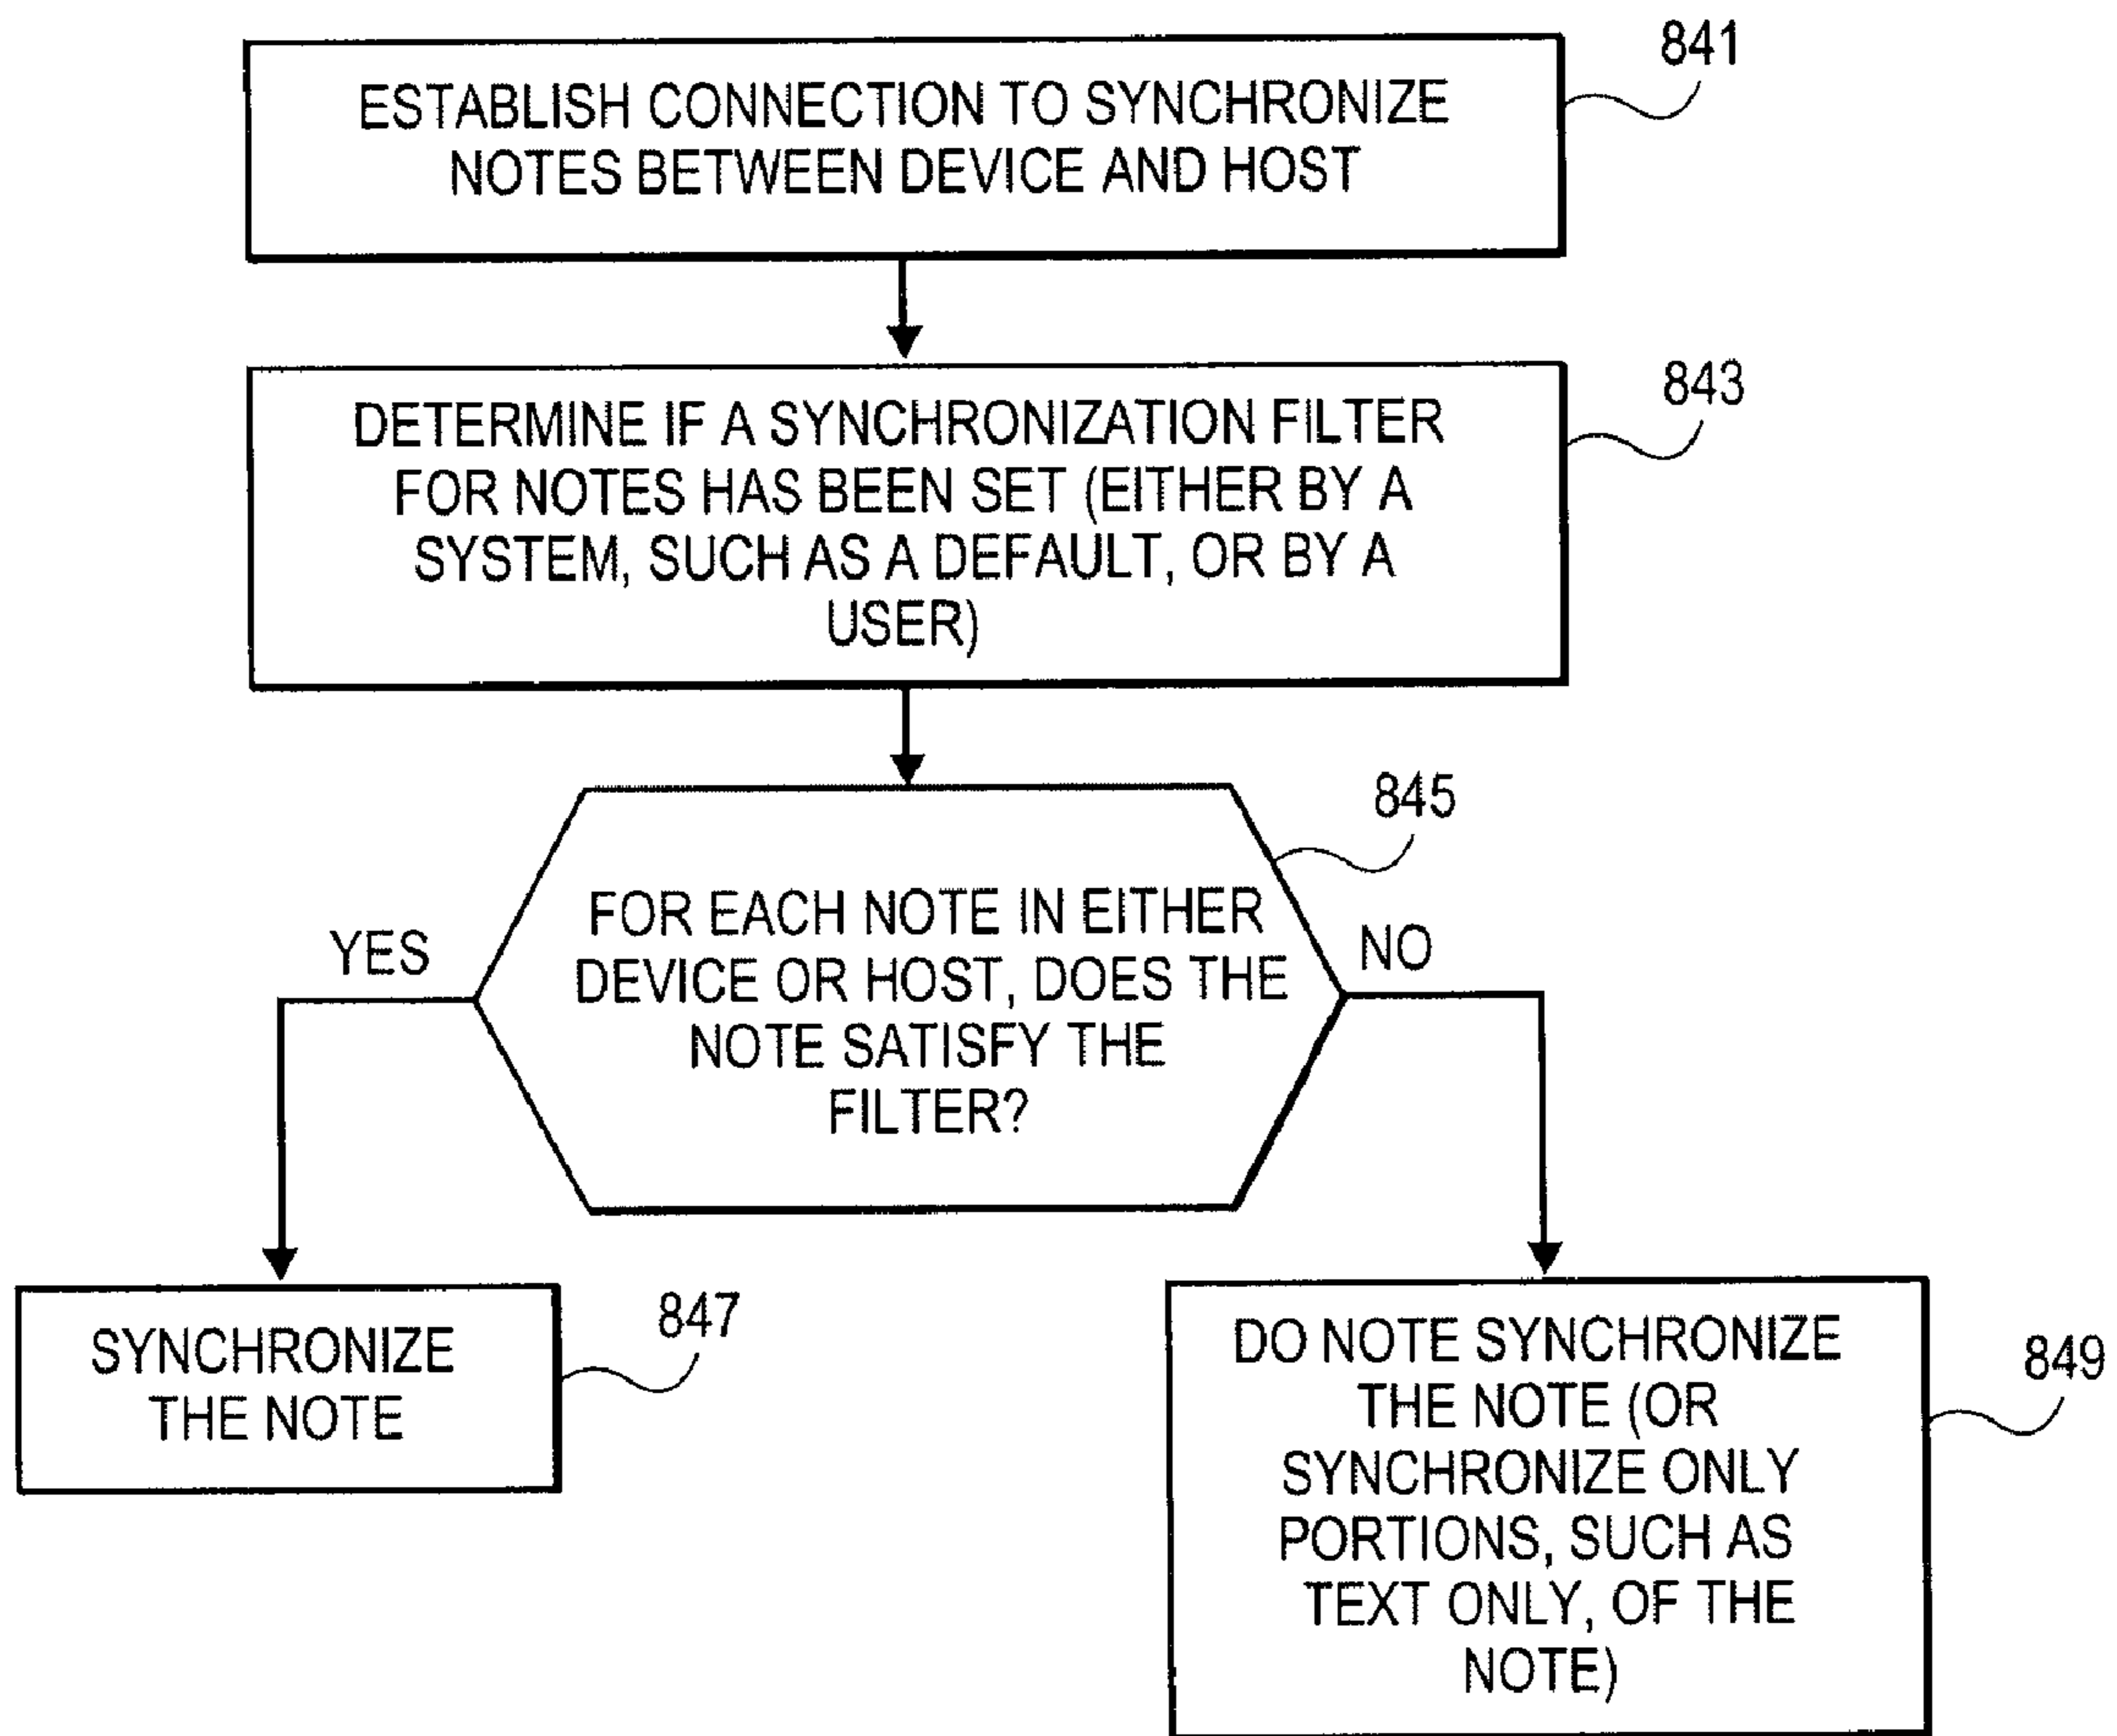 ESTABLISH CONNECTION TO SYNCHRONIZE
NOTES BETWEEN DEVICE AND HOST
841
DETERMINE IF A SYNCHRONIZATION FILTER
FOR NOTES HAS BEEN SET (EITHER BY A
SYSTEM, SUCH AS A DEFAULT, OR BY A
USER)
843
845
FOR EACH NOTE IN EITHER
DEVICE OR HOST, DOES THE
NOTE SATISFY THE
FILTER?
YES
NO
SYNCHRONIZE
THE NOTE
847
DO NOTE SYNCHRONIZE
THE NOTE (OR
SYNCHRONIZE ONLY
PORTIONS, SUCH AS
TEXT ONLY, OF THE
NOTE)
849